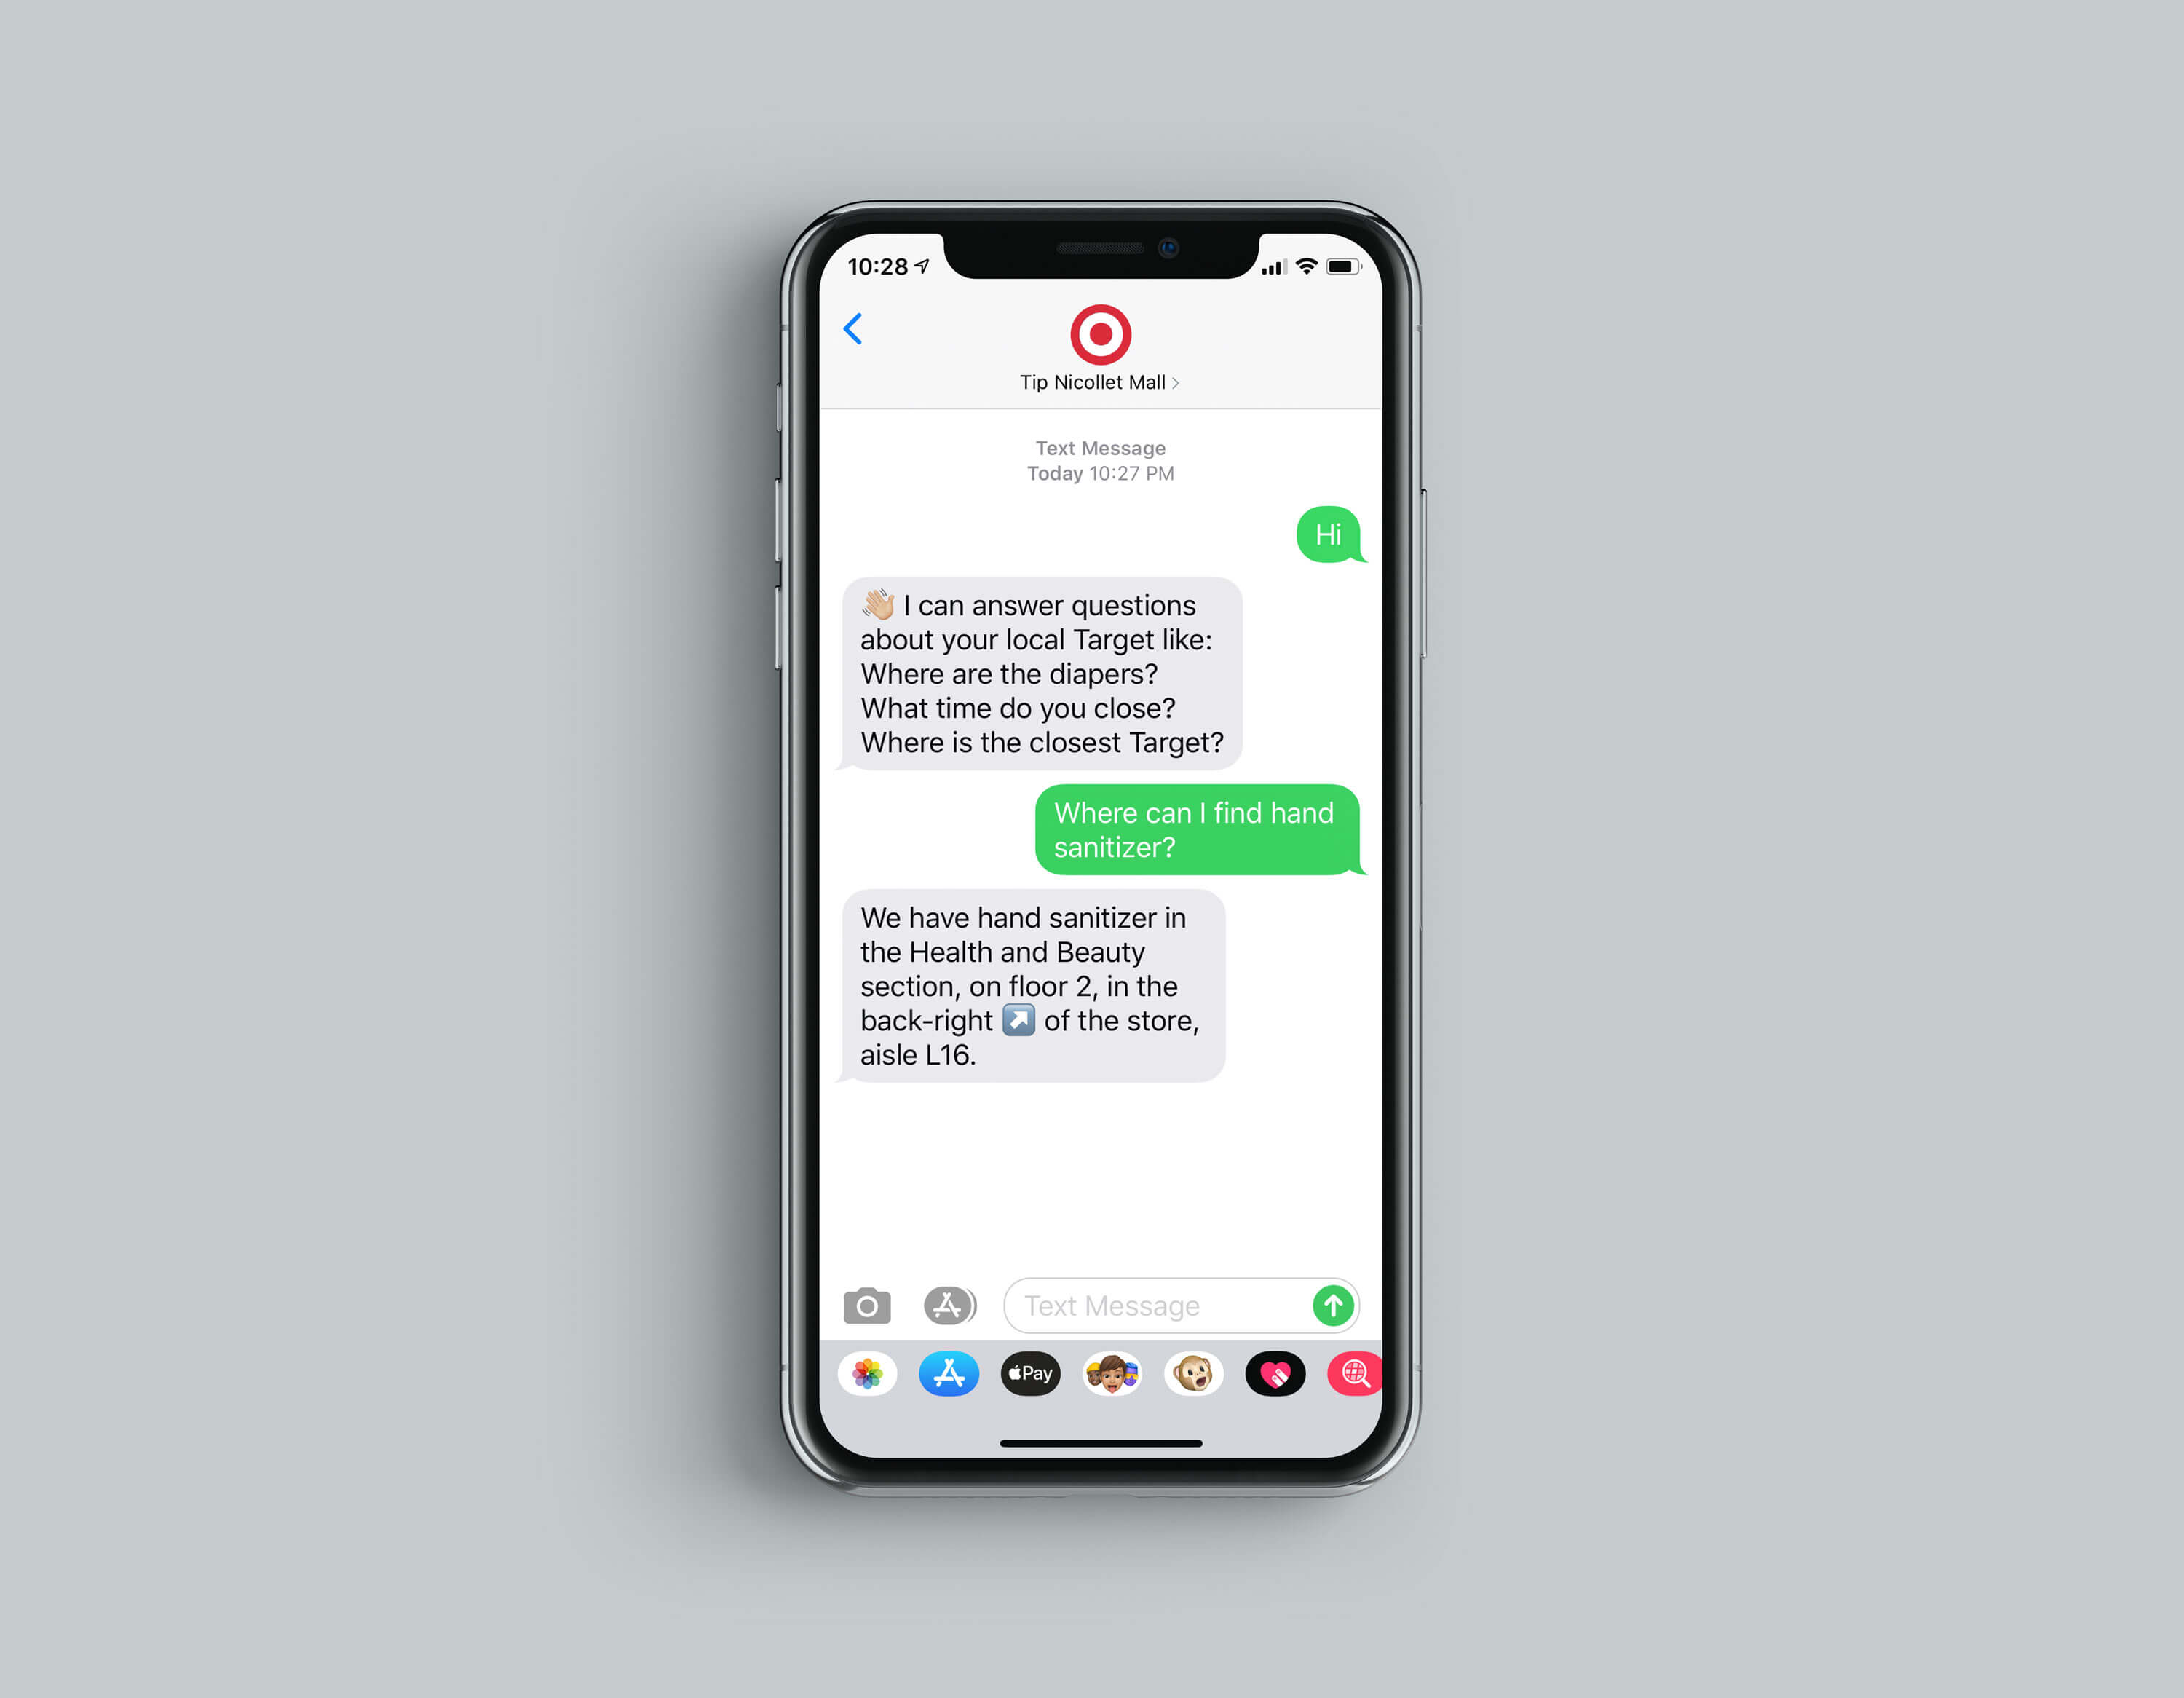 10:28
Tip Nicollet Mall
Text Message
Today 10:27 PM
Hi
👋🏼 I can answer questions
about your local Target like:
Where are the diapers?
What time do you close?
Where is the closest Target?
Where can I find hand
sanitizer?
We have hand sanitizer in
the Health and Beauty
section, on floor 2, in the
back-right ↗️ of the store,
aisle L16.
Text Message
Pay